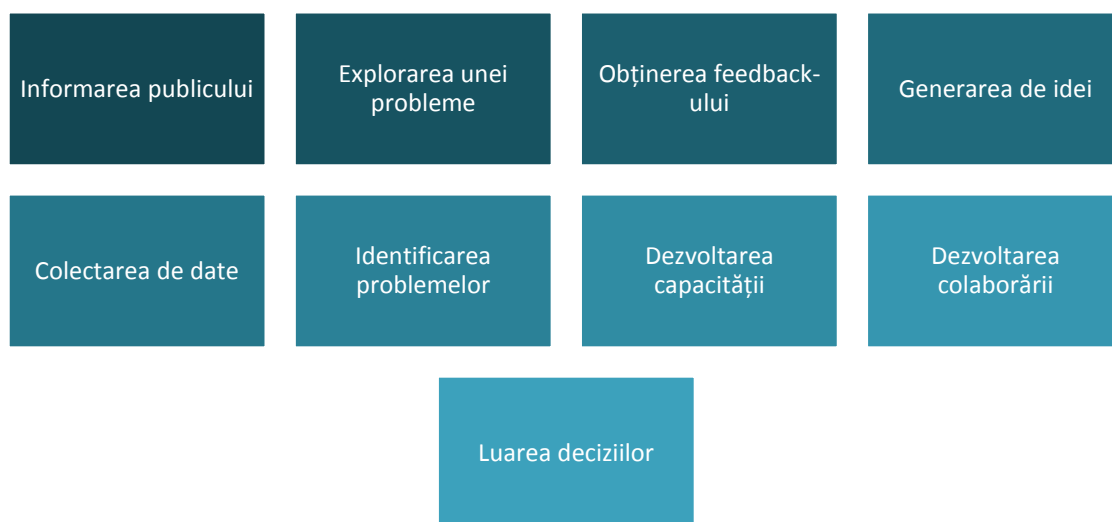 Informarea publicului
Explorarea unei
probleme
Obținerea feedback-
ului
Generarea de idei
Colectarea de date
Identificarea
problemelor
Dezvoltarea
capacității
Dezvoltarea
colaborării
Luarea deciziilor